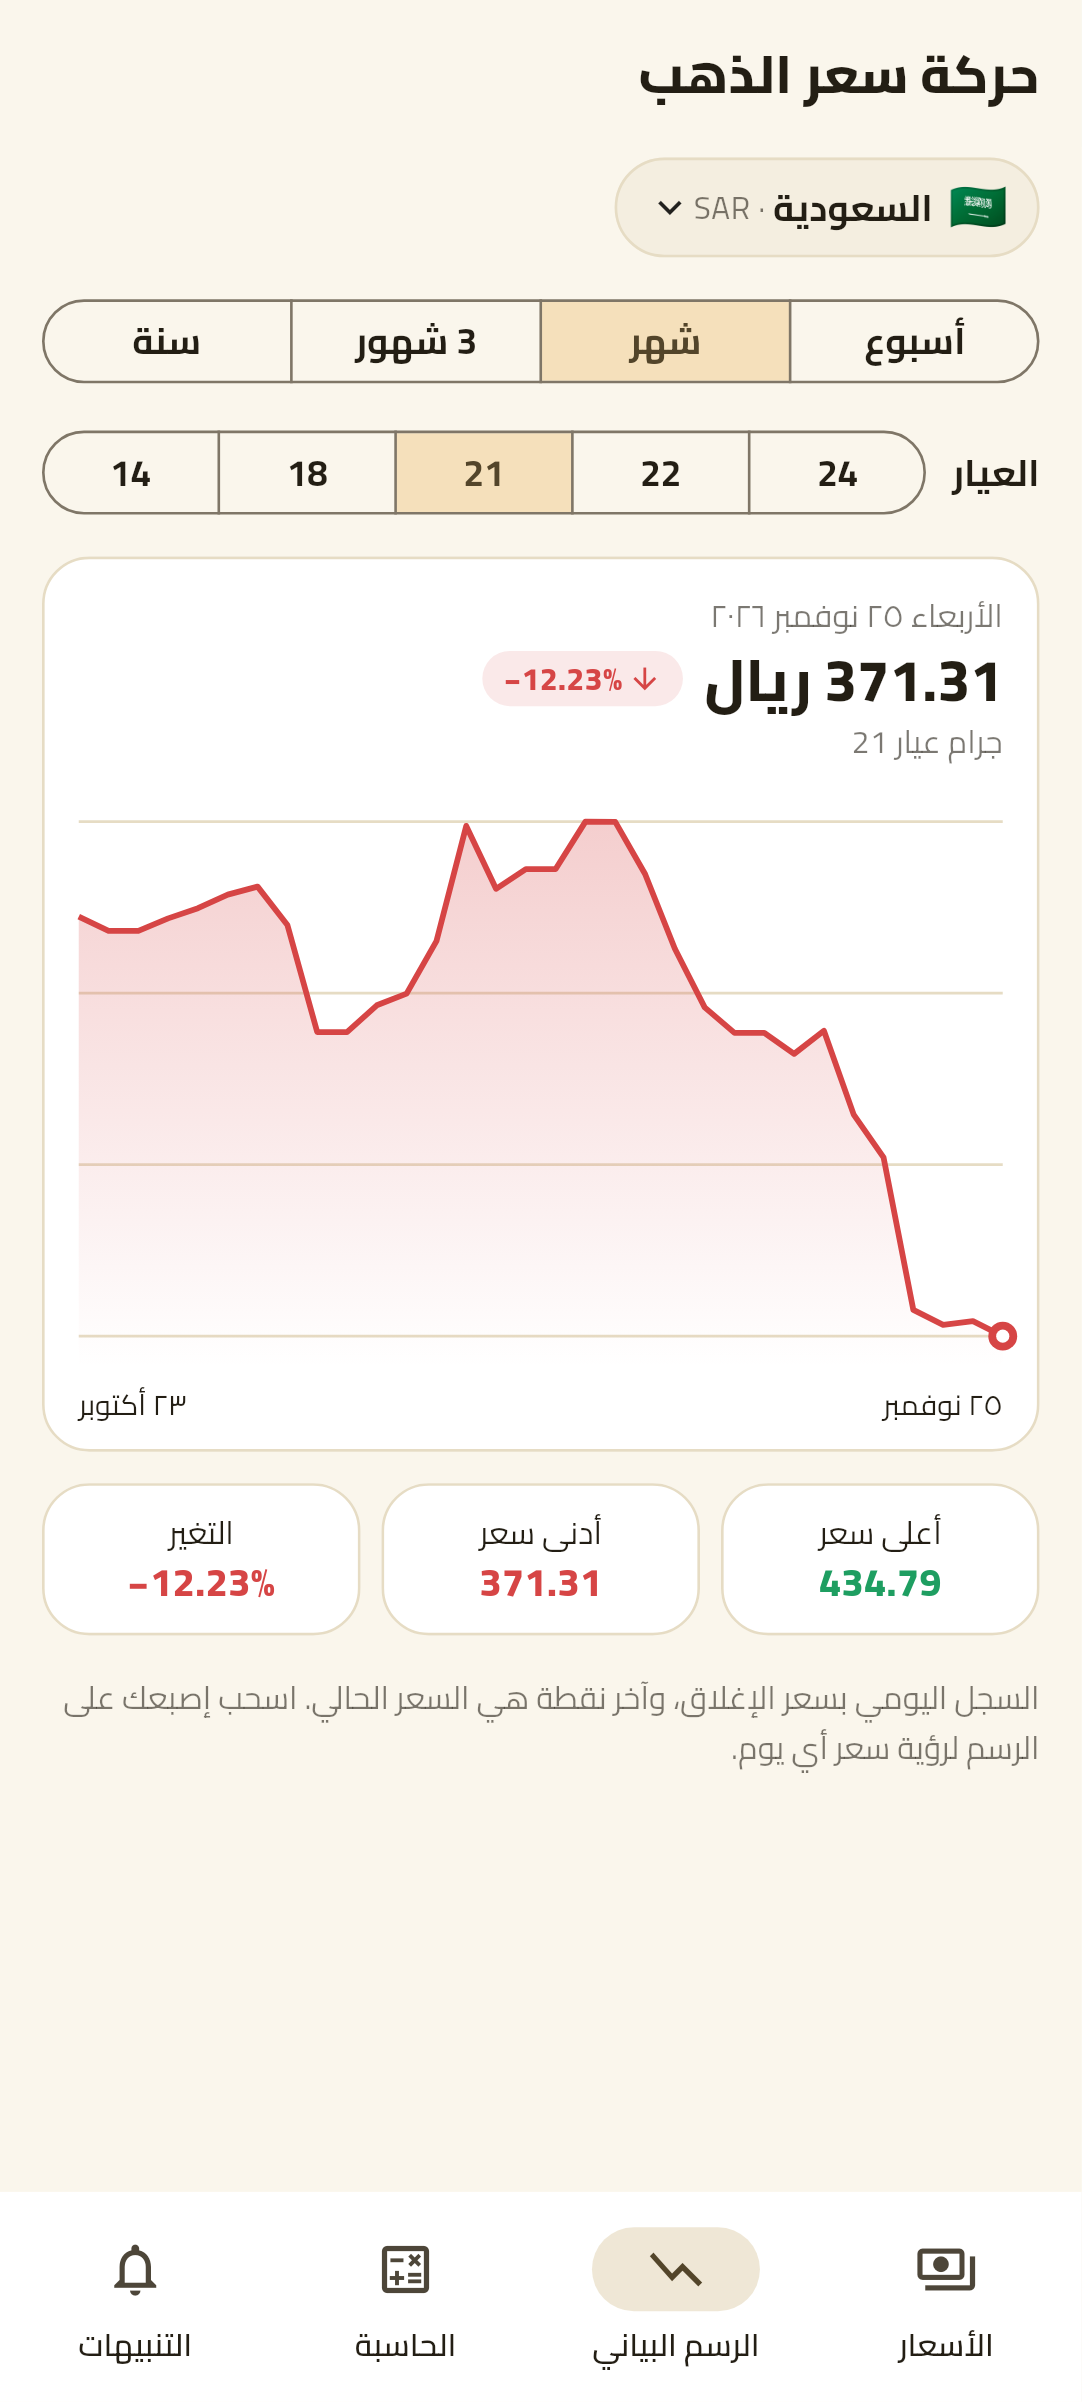 حركة سعر الذهب
السعودية · SAR
أسبوع
شهر
3 شهور
سنة
العيار
24
22
21
18
14
الأربعاء ٢٥ نوفمبر ٢٠٢٦
371.31 ريال
−12.23%
جرام عيار 21
٢٣ أكتوبر
٢٥ نوفمبر
أعلى سعر
434.79
أدنى سعر
371.31
التغير
−12.23%
السجل اليومي بسعر الإغلاق، وآخر نقطة هي السعر الحالي. اسحب إصبعك على
الرسم لرؤية سعر أي يوم.
الأسعار
الرسم البياني
الحاسبة
التنبيهات